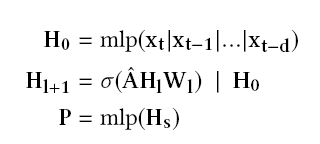 H₀ = mlp(xₜ|xₜ₋₁|...|xₜ₋d)
Hₗ₊₁ = σ(ÂHₗWₗ) | H₀
P = mlp(Hₛ)